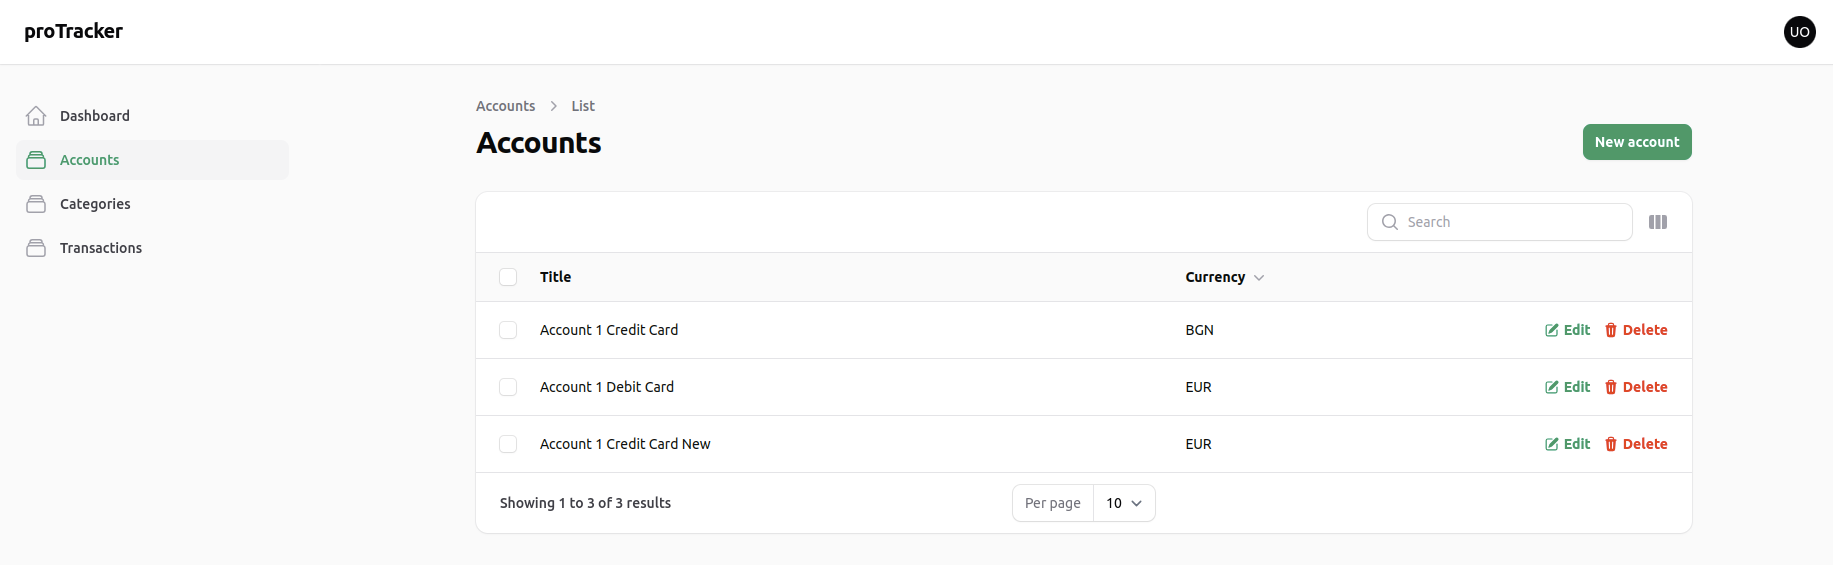 proTracker
UO
Dashboard
Accounts
Categories
Transactions
Accounts List
Accounts
New account
Search
Title Currency
Account 1 Credit Card BGN Edit Delete
Account 1 Debit Card EUR Edit Delete
Account 1 Credit Card New EUR Edit Delete
Showing 1 to 3 of 3 results Per page 10